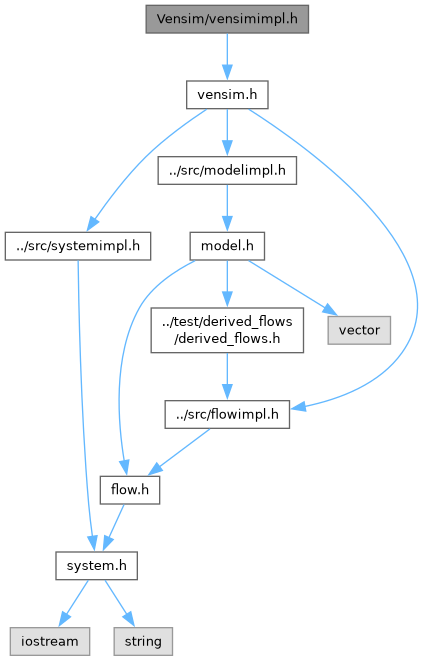 Vensim/vensimimpl.h
vensim.h
../src/modelimpl.h
../src/systemimpl.h
model.h
../test/derived_flows
/derived_flows.h
vector
../src/flowimpl.h
flow.h
system.h
iostream
string